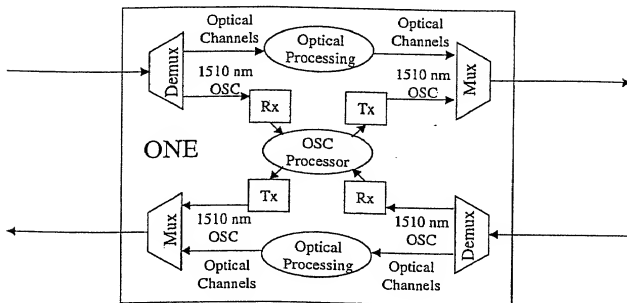 Optical
Channels
Optical
Processing
Optical
Channels
Demux
1510 nm
OSC
1510 nm
OSC
Mux
Rx
Tx
ONE
OSC
Processor
Tx
Rx
Mux
1510 nm
OSC
1510 nm
OSC
Demux
Optical
Channels
Optical
Processing
Optical
Channels